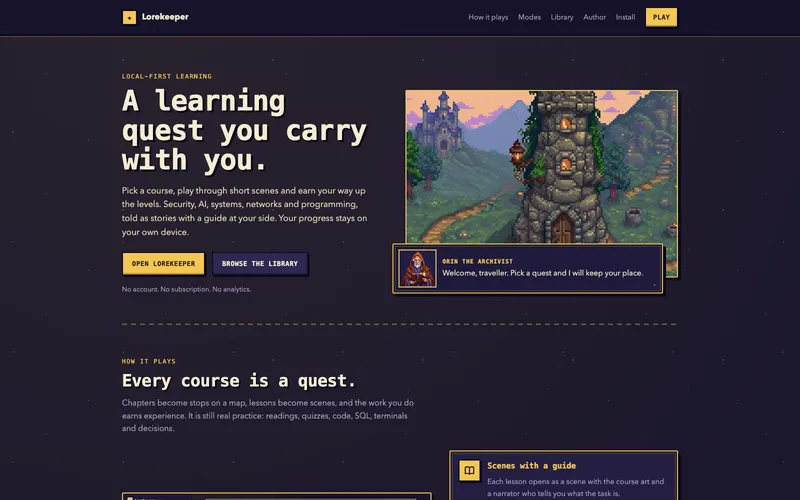 Lorekeeper
How it plays
Modes
Library
Author
Install
PLAY
LOCAL-FIRST LEARNING
A learning
quest you carry
with you.
Pick a course, play through short scenes and earn your way up
the levels. Security, AI, systems, networks and programming,
told as stories with a guide at your side. Your progress stays on
your own device.
OPEN LOREKEEPER
BROWSE THE LIBRARY
No account. No subscription. No analytics.
ORIN THE ARCHIVIST
Welcome, traveller. Pick a quest and I will keep your place.
HOW IT PLAYS
Every course is a quest.
Chapters become stops on a map, lessons become scenes, and the work you do
earns experience. It is still real practice: readings, quizzes, code, SQL, terminals
and decisions.
Scenes with a guide
Each lesson opens as a scene with the course art and
a narrator who tells you what the task is.